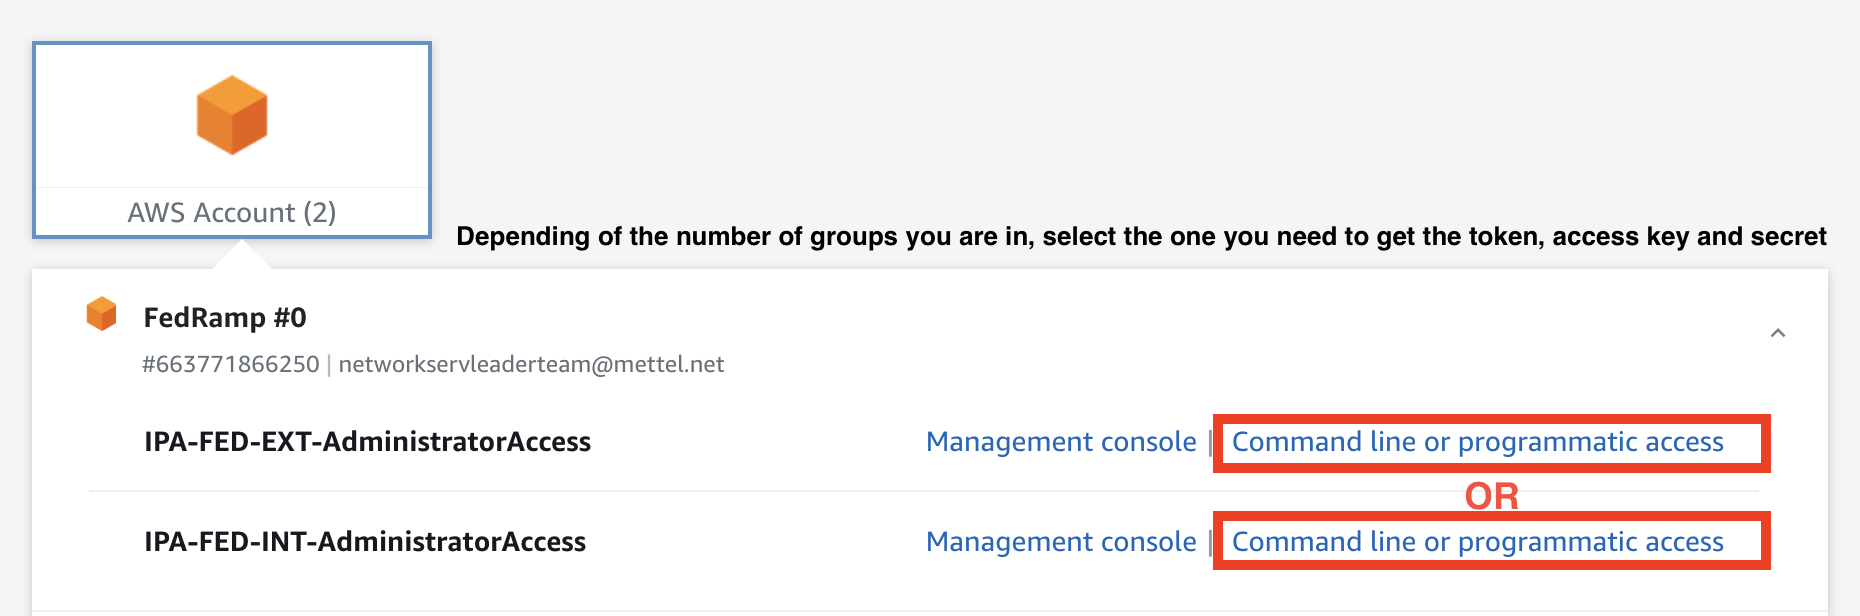 AWS Account (2)
Depending of the number of groups you are in, select the one you need to get the token, access key and secret
FedRamp #0
#663771866250 | networkservleaderteam@mettel.net
IPA-FED-EXT-AdministratorAccess Management console | Command line or programmatic access
OR
IPA-FED-INT-AdministratorAccess Management console | Command line or programmatic access